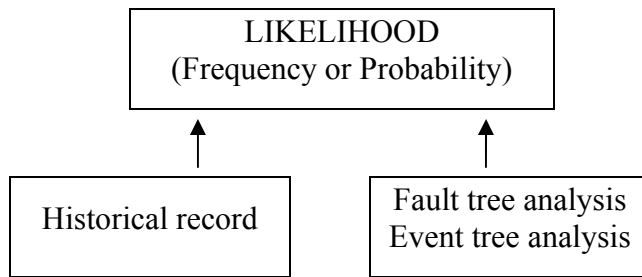 LIKELIHOOD
(Frequency or Probability)
Historical record
Fault tree analysis
Event tree analysis